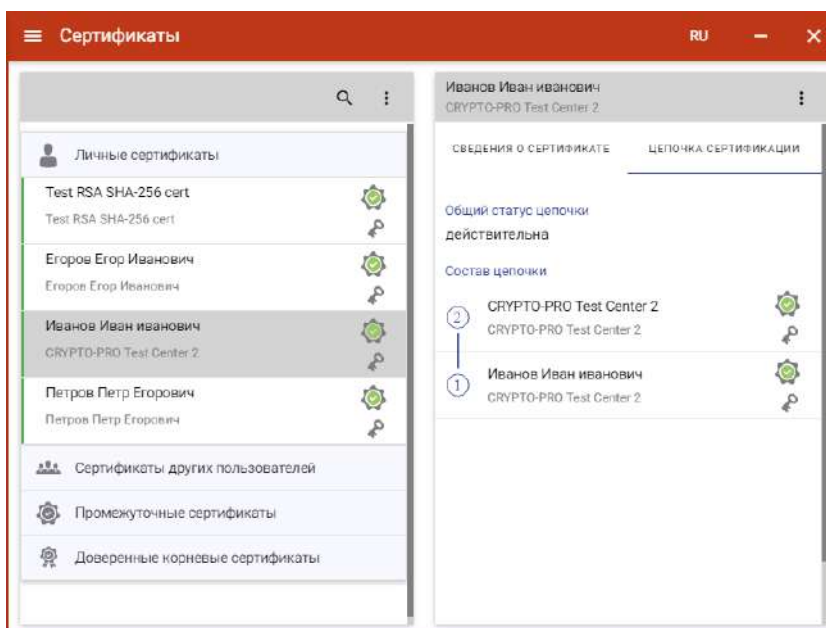 Сертификаты
RU
Личные сертификаты
Test RSA SHA-256 cert
Test RSA SHA-256 cert
Егоров Егор Иванович
Егоров Егор Иванович
Иванов Иван иванович
CRYPTO-PRO Test Center 2
Петров Петр Егорович
Петров Петр Егорович
Сертификаты других пользователей
Промежуточные сертификаты
Доверенные корневые сертификаты
Иванов Иван иванович
CRYPTO-PRO Test Center 2
СВЕДЕНИЯ О СЕРТИФИКАТЕ ЦЕПОЧКА СЕРТИФИКАЦИИ
Общий статус цепочки
действительна
Состав цепочки
2 CRYPTO-PRO Test Center 2
CRYPTO-PRO Test Center 2
1 Иванов Иван иванович
CRYPTO-PRO Test Center 2